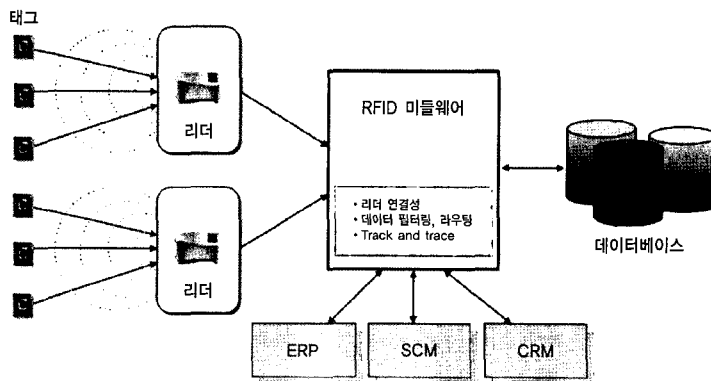 태그
리더
RFID 미들웨어
• 리더 연결성
• 데이터 필터링, 라우팅
• Track and trace
데이터베이스
리더
ERP
SCM
CRM